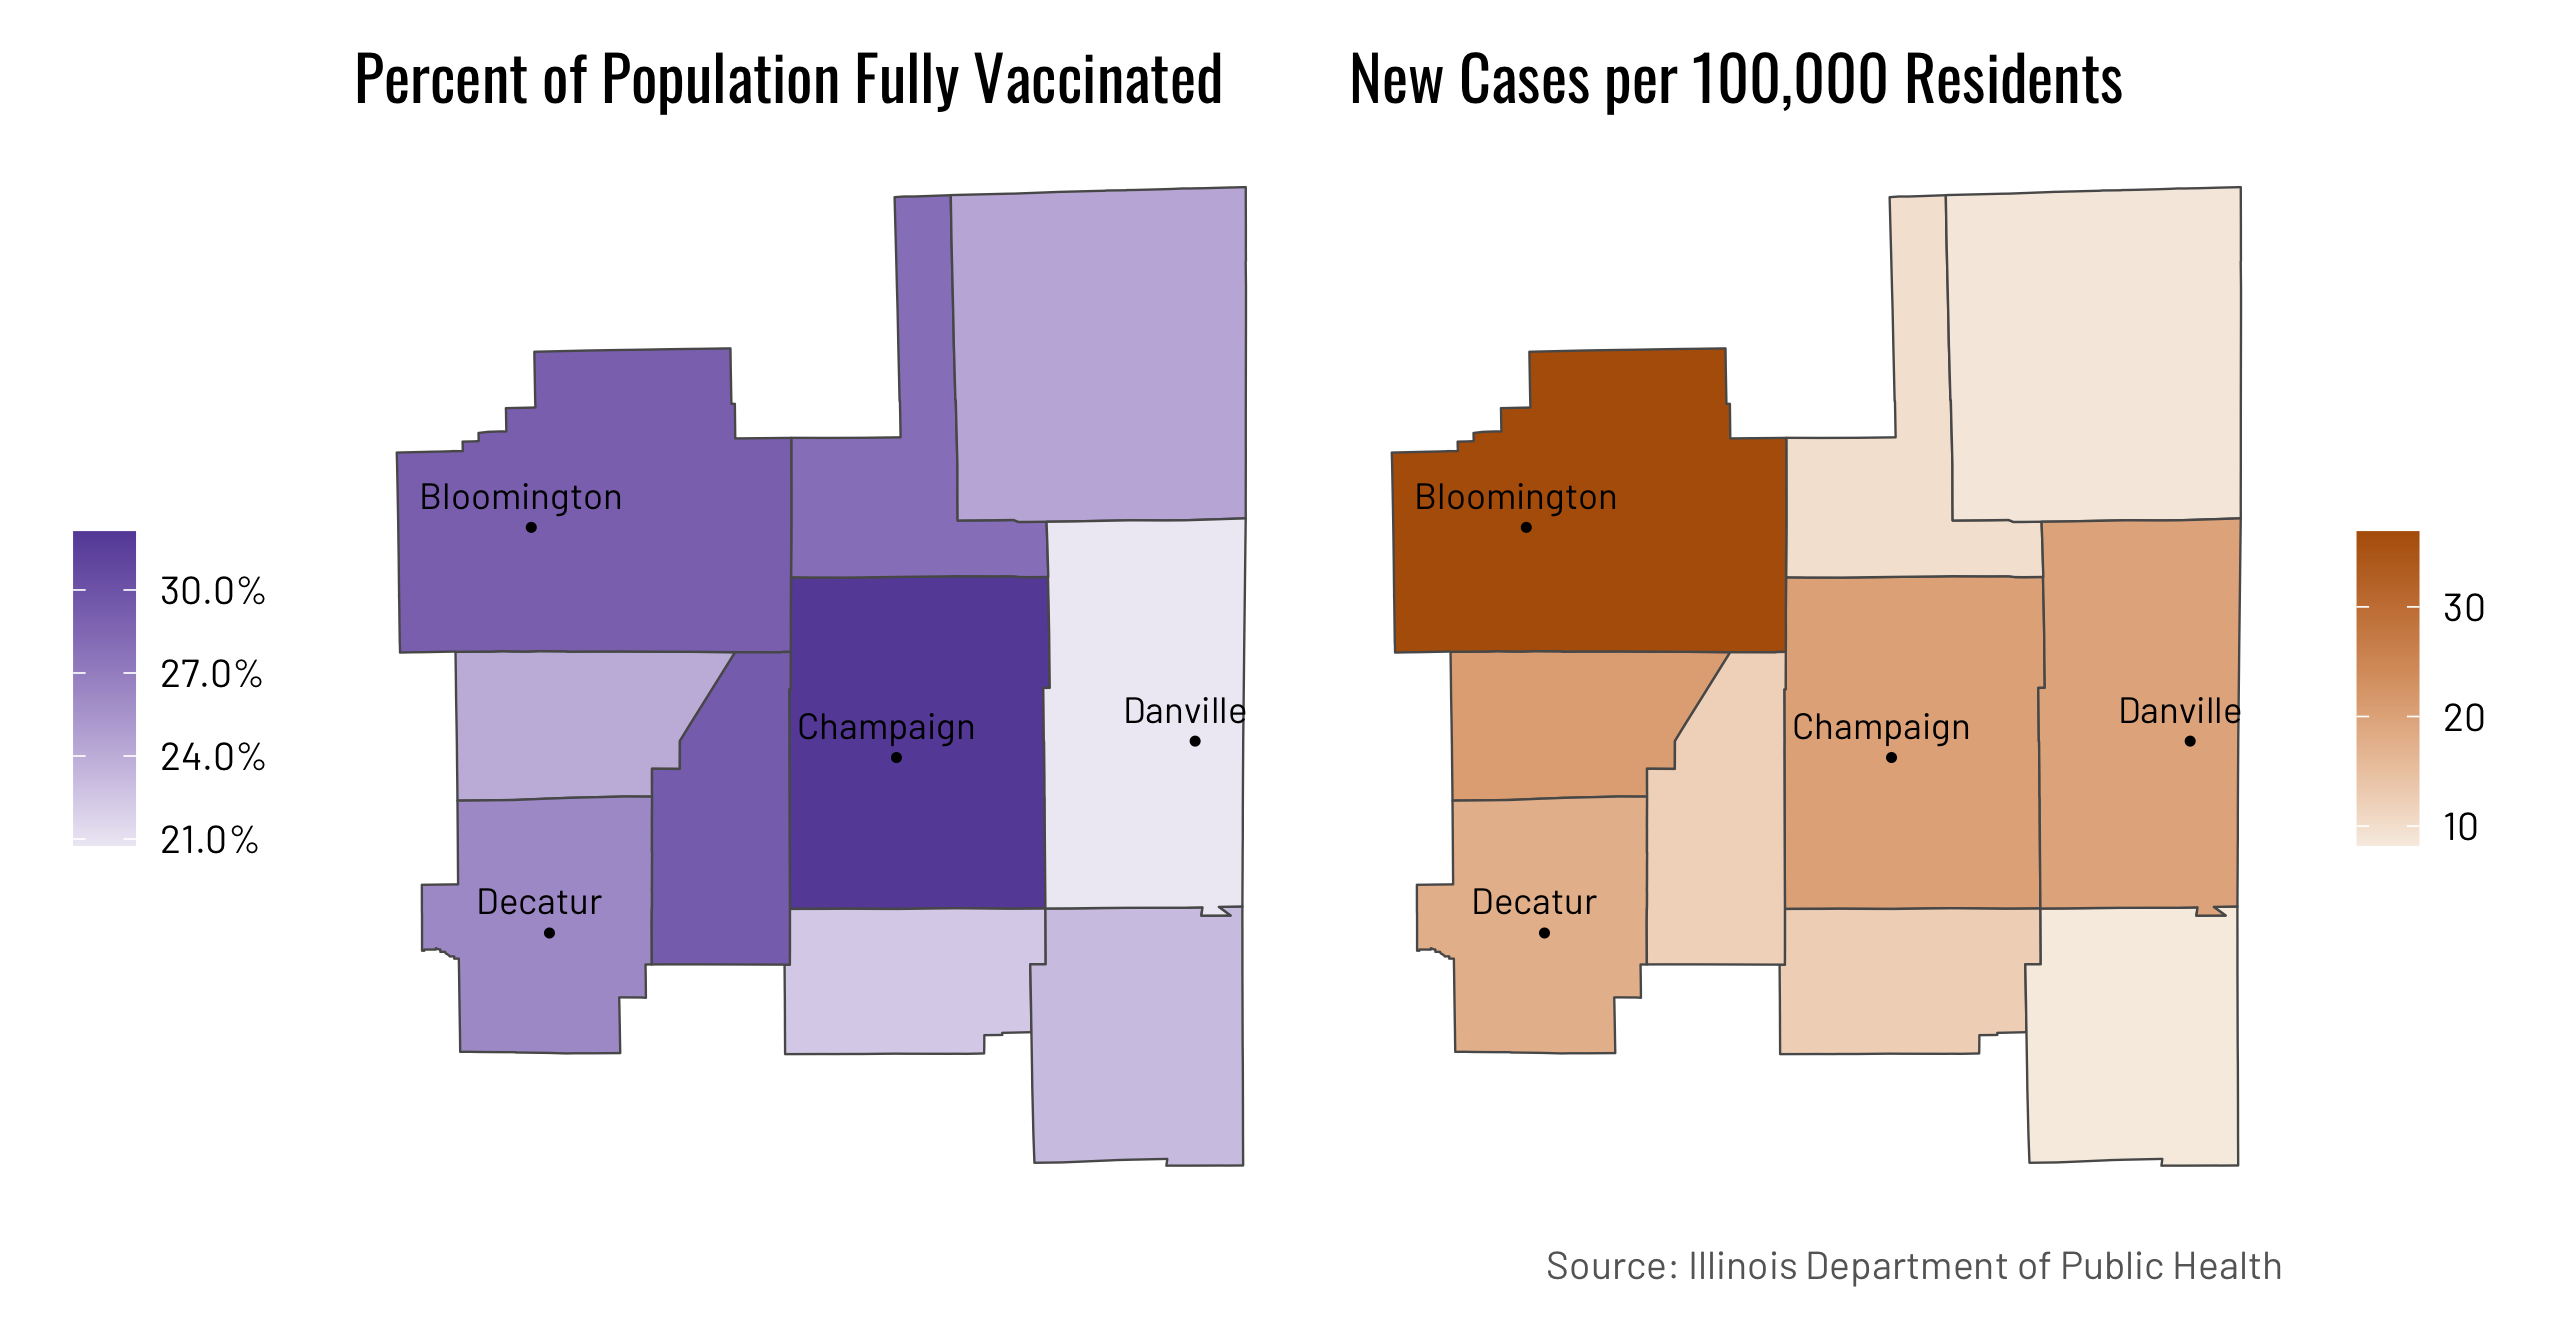 Percent of Population Fully Vaccinated
New Cases per 100,000 Residents
Bloomington
Champaign
Danville
Decatur
30.0%
27.0%
24.0%
21.0%
Bloomington
Champaign
Danville
Decatur
30
20
10
Source: Illinois Department of Public Health